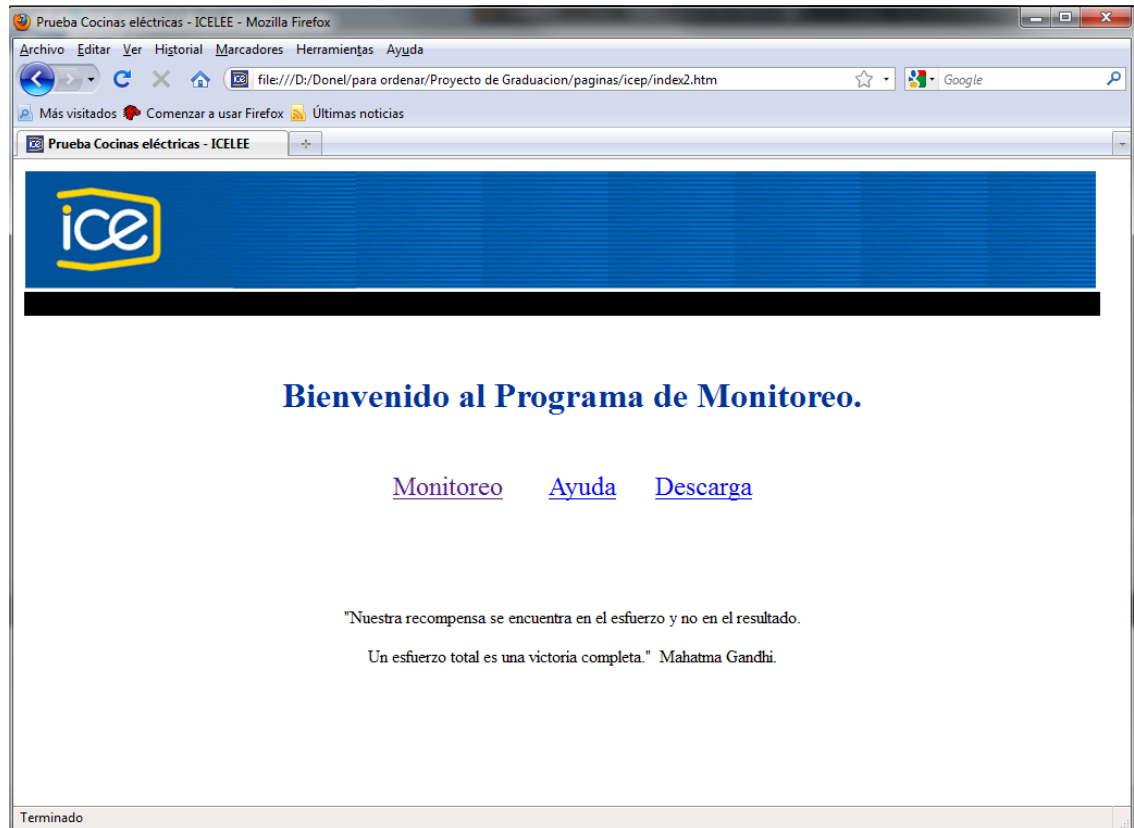 Prueba Cocinas eléctricas - ICELEE - Mozilla Firefox
Archivo Editar Ver Historial Marcadores Herramientas Ayuda
ice file:///D:/Donel/para ordenar/Proyecto de Graduacion/paginas/icep/index2.htm Google
Más visitados Comenzar a usar Firefox Últimas noticias
ice Prueba Cocinas eléctricas - ICELEE
ice
Bienvenido al Programa de Monitoreo.
Monitoreo Ayuda Descarga
"Nuestra recompensa se encuentra en el esfuerzo y no en el resultado.
Un esfuerzo total es una victoria completa." Mahatma Gandhi.
Terminado